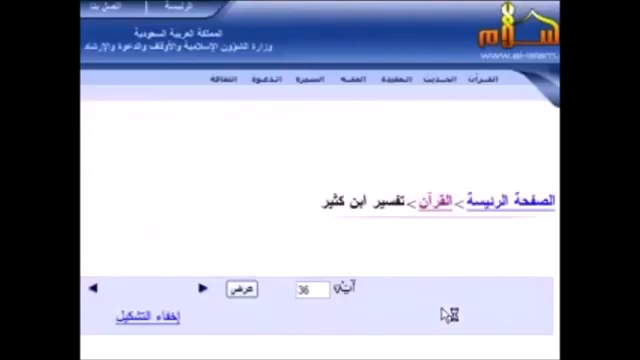 الرئيسة | اتصل بنا
سلام
www.al-islam.
المملكة العربية السعودية
وزارة الشؤون الإسلامية والأوقاف والدعوة والإرشاد
القرآن الحديث العقيدة الفقه السيرة الدعوة الثقافة
الصفحة الرئيسة > القرآن > تفسير ابن كثير
آية 36 عرض
إخفاء التشكيل